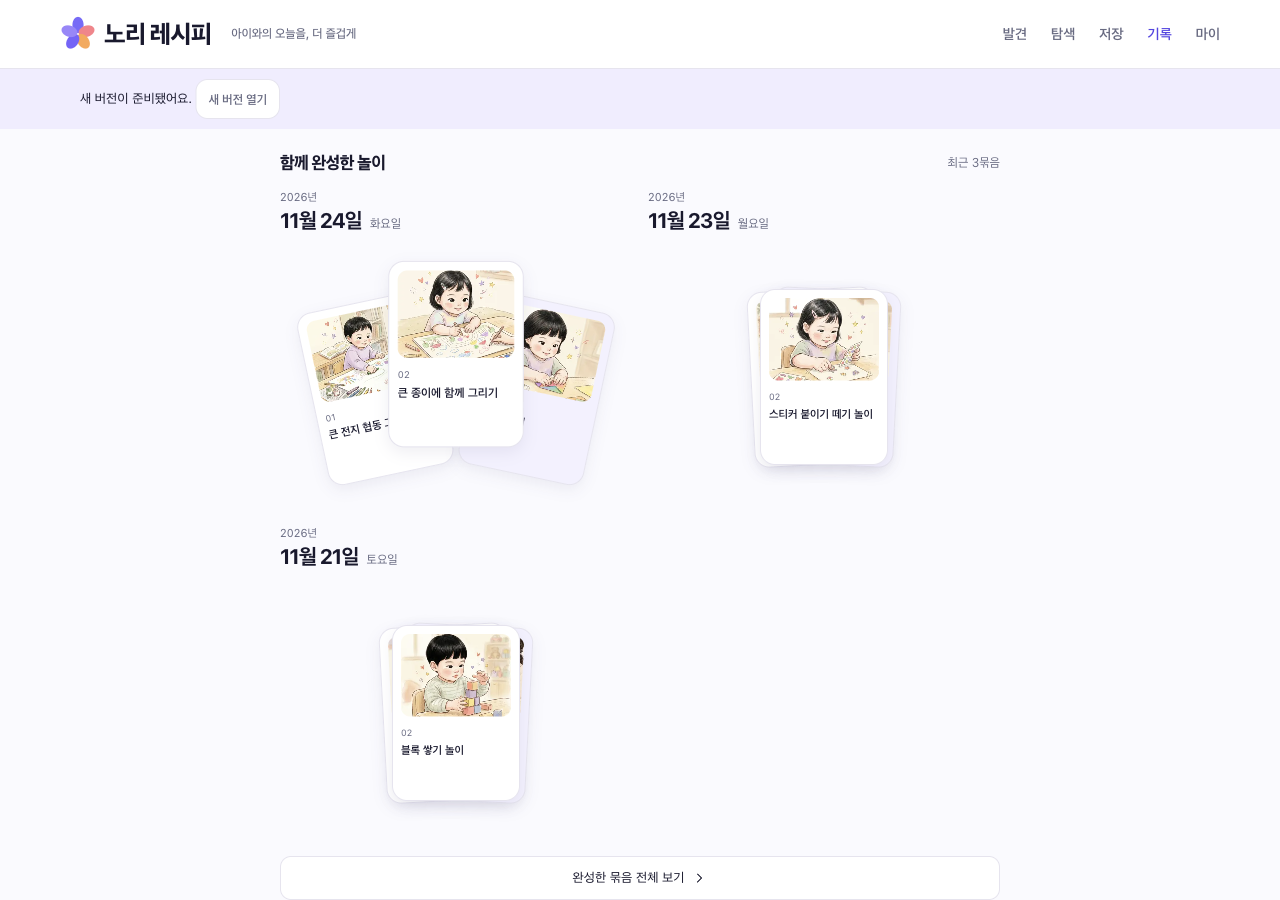 노리 레시피
아이와의 오늘을, 더 즐겁게
발견
탐색
저장
기록
마이
새 버전이 준비됐어요.
새 버전 열기
함께 완성한 놀이
최근 3묶음
2026년
11월 24일 화요일
01
큰 전지 협동
02
큰 종이에 함께 그리기
2026년
11월 23일 월요일
02
스티커 붙이기 떼기 놀이
2026년
11월 21일 토요일
02
블록 쌓기 놀이
완성한 묶음 전체 보기